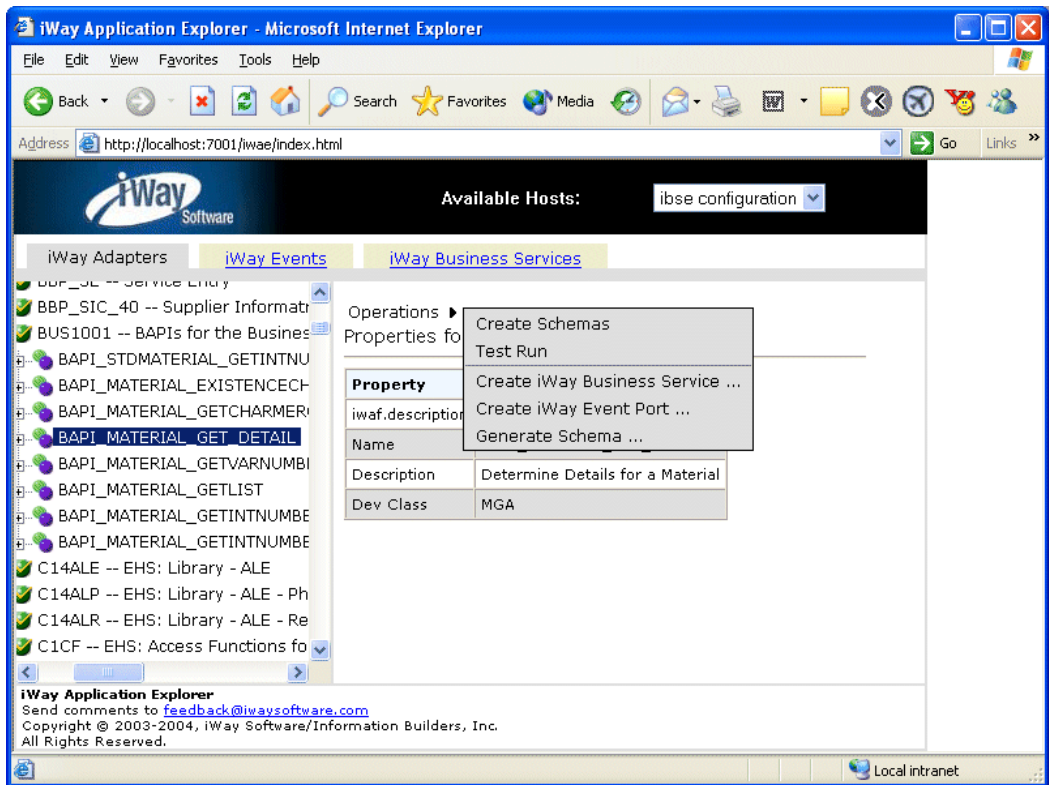 iWay Application Explorer - Microsoft Internet Explorer
File Edit View Favorites Tools Help
Back Search Favorites Media
Address http://localhost:7001/iwae/index.html Go Links »
iWay Software
Available Hosts: ibse configuration
iWay Adapters iWay Events iWay Business Services
BBP_SE -- Service Entry
BBP_SIC_40 -- Supplier Informat
BUS1001 -- BAPIs for the Busines
BAPI_STDMATERIAL_GETINTNU
BAPI_MATERIAL_EXISTENCECH
BAPI_MATERIAL_GETCHARMER
BAPI_MATERIAL_GET_DETAIL
BAPI_MATERIAL_GETVARNUMB
BAPI_MATERIAL_GETLIST
BAPI_MATERIAL_GETINTNUMBE
BAPI_MATERIAL_GETINTNUMBE
C14ALE -- EHS: Library - ALE
C14ALP -- EHS: Library - ALE - Ph
C14ALR -- EHS: Library - ALE - Re
C1CF -- EHS: Access Functions fo
Operations
Properties fo
Create Schemas
Test Run
Create iWay Business Service ...
Create iWay Event Port ...
Generate Schema ...
Property
iwaf.description
Name
Description Determine Details for a Material
Dev Class MGA
iWay Application Explorer
Send comments to feedback@iwaysoftware.com
Copyright © 2003-2004, iWay Software/Information Builders, Inc.
All Rights Reserved.
Local intranet